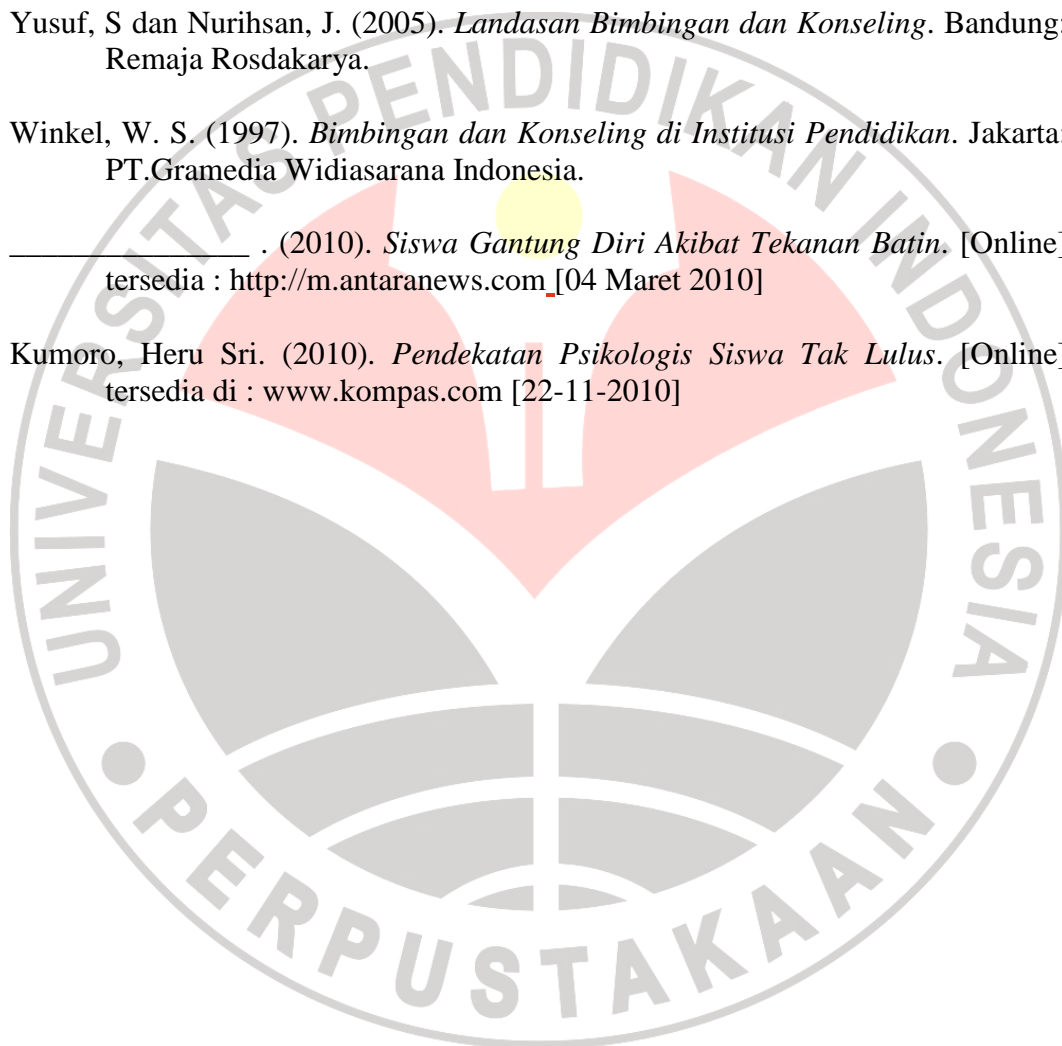 Yusuf, S dan Nurihsan, J. (2005). Landasan Bimbingan dan Konseling. Bandung:
Remaja Rosdakarya.
Winkel, W. S. (1997). Bimbingan dan Konseling di Institusi Pendidikan. Jakarta:
PT.Gramedia Widiasarana Indonesia.
_______________ . (2010). Siswa Gantung Diri Akibat Tekanan Batin. [Online]
tersedia : http://m.antaranews.com [04 Maret 2010]
Kumoro, Heru Sri. (2010). Pendekatan Psikologis Siswa Tak Lulus. [Online]
tersedia di : www.kompas.com [22-11-2010]
UNIVERSITAS PENDIDIKAN INDONESIA
PERPUSTAKAAN